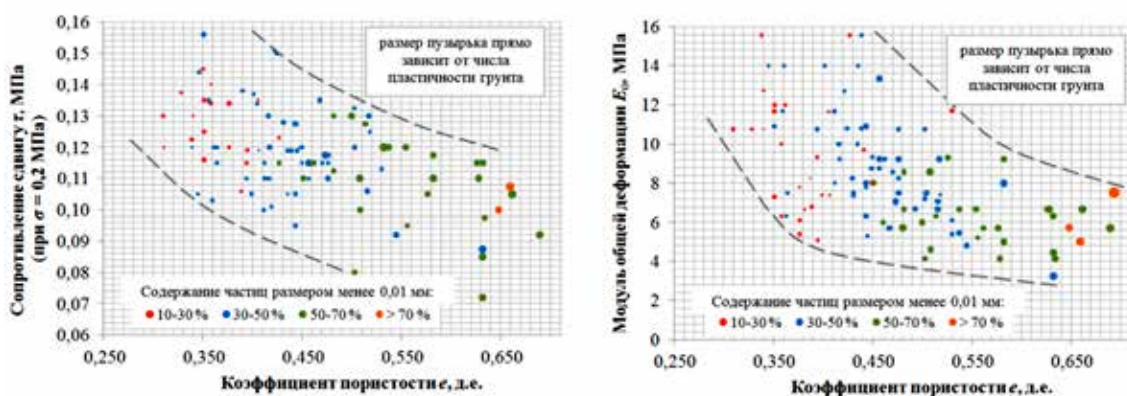 Сопротивление сдвигу τ, МПа
(при σ = 0,2 МПа)
0,16
0,15
0,14
0,13
0,12
0,11
0,10
0,09
0,08
0,07
0,06
размер пузырька прямо
зависит от числа
пластичности грунта
Содержание частиц размером менее 0,01 мм:
10-30% 30-50% 50-70% > 70 %
0,250 0,350 0,450 0,550 0,650
Коэффициент пористости e, д.е.
Модуль общей деформации E₀, МПа
16
14
12
10
8
6
4
2
0
размер пузырька прямо
зависит от числа
пластичности грунта
Содержание частиц размером менее 0,01 мм:
10-30 % 30-50 % 50-70 % > 70 %
0,250 0,350 0,450 0,550 0,650
Коэффициент пористости e, д.е.